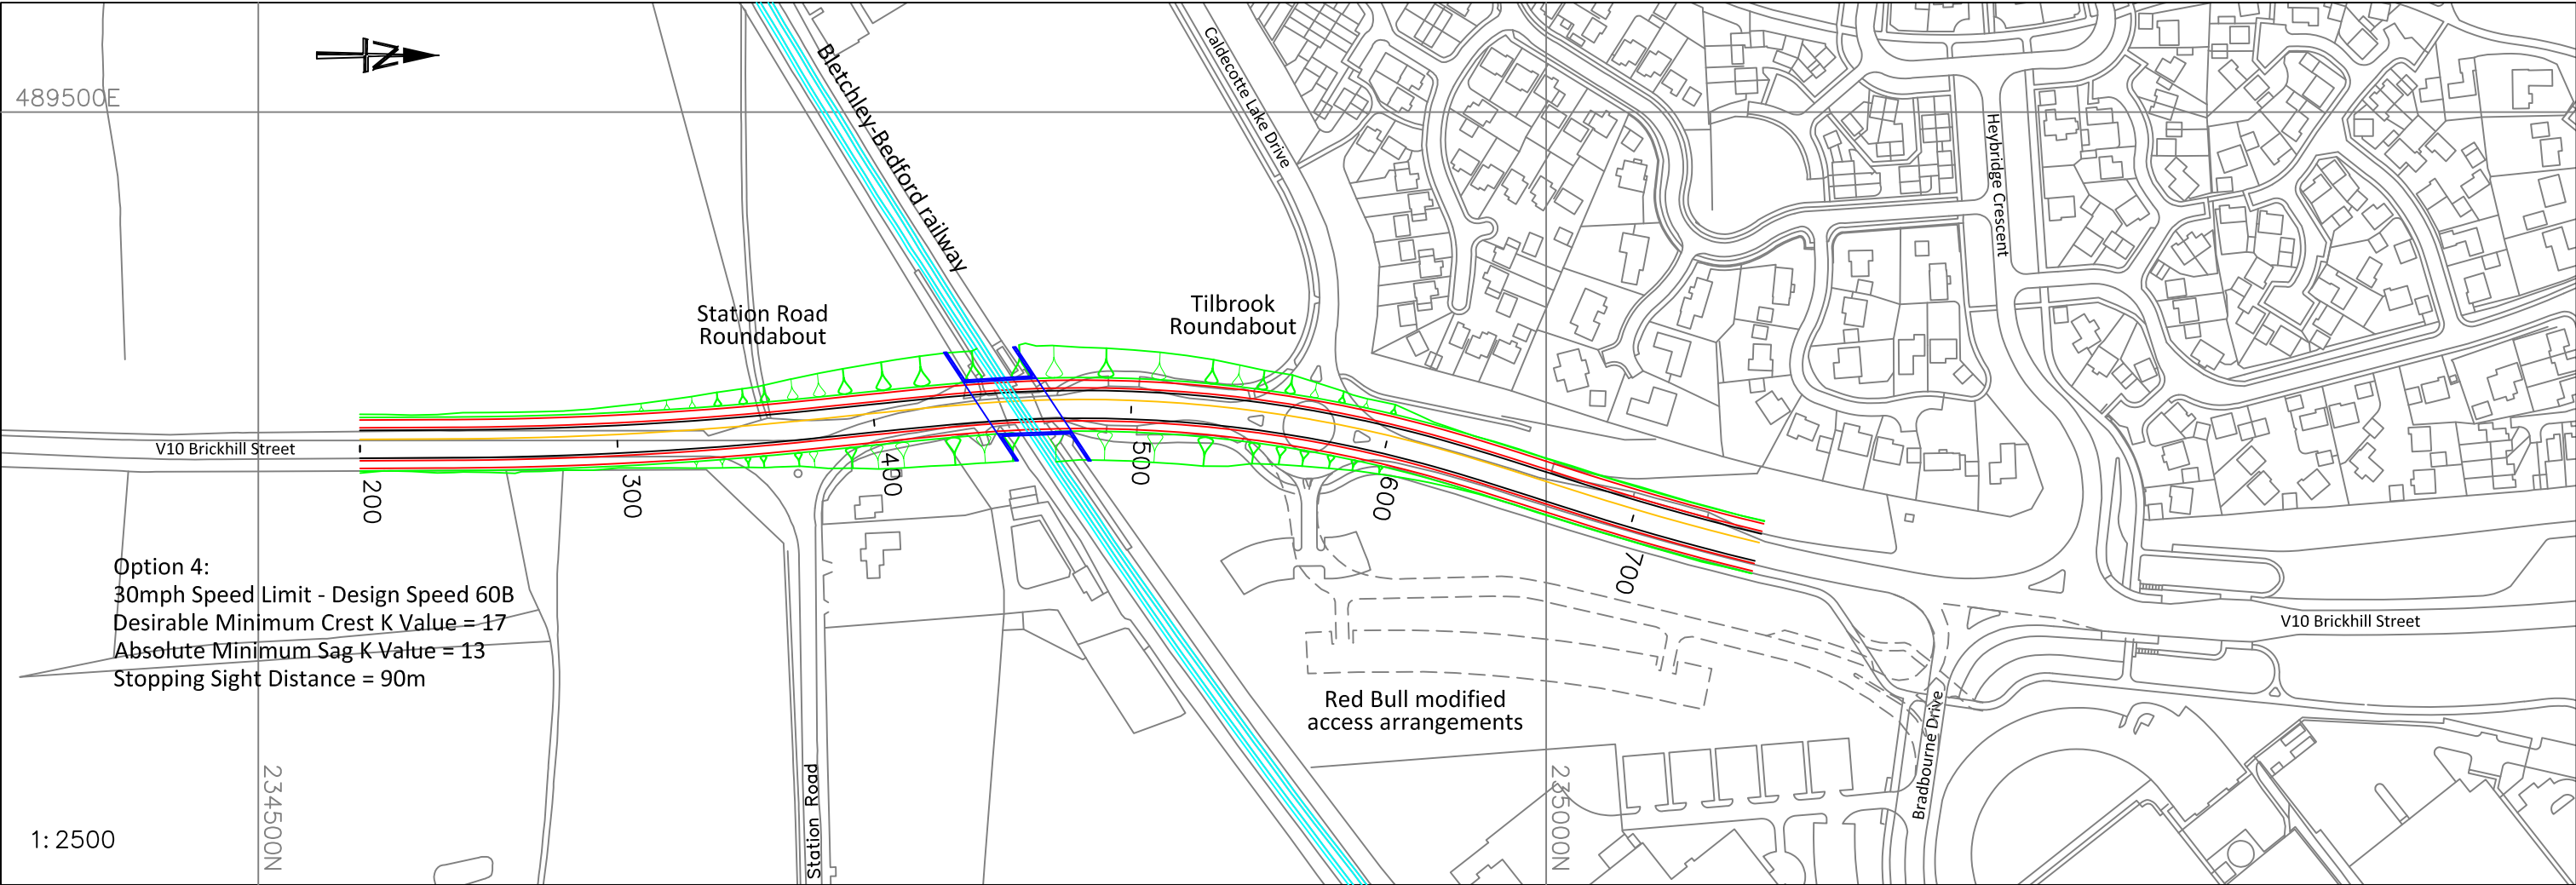 N
489500E
Bletchley-Bedford railway
Caldecotte Lake Drive
Heybridge Crescent
Station Road
Roundabout
Tilbrook
Roundabout
V10 Brickhill Street
200
300
400
500
600
700
Option 4:
30mph Speed Limit - Design Speed 60B
Desirable Minimum Crest K Value = 17
Absolute Minimum Sag K Value = 13
Stopping Sight Distance = 90m
V10 Brickhill Street
Red Bull modified
access arrangements
Bradbourne Drive
Station Road
234500N
235000N
1: 2500